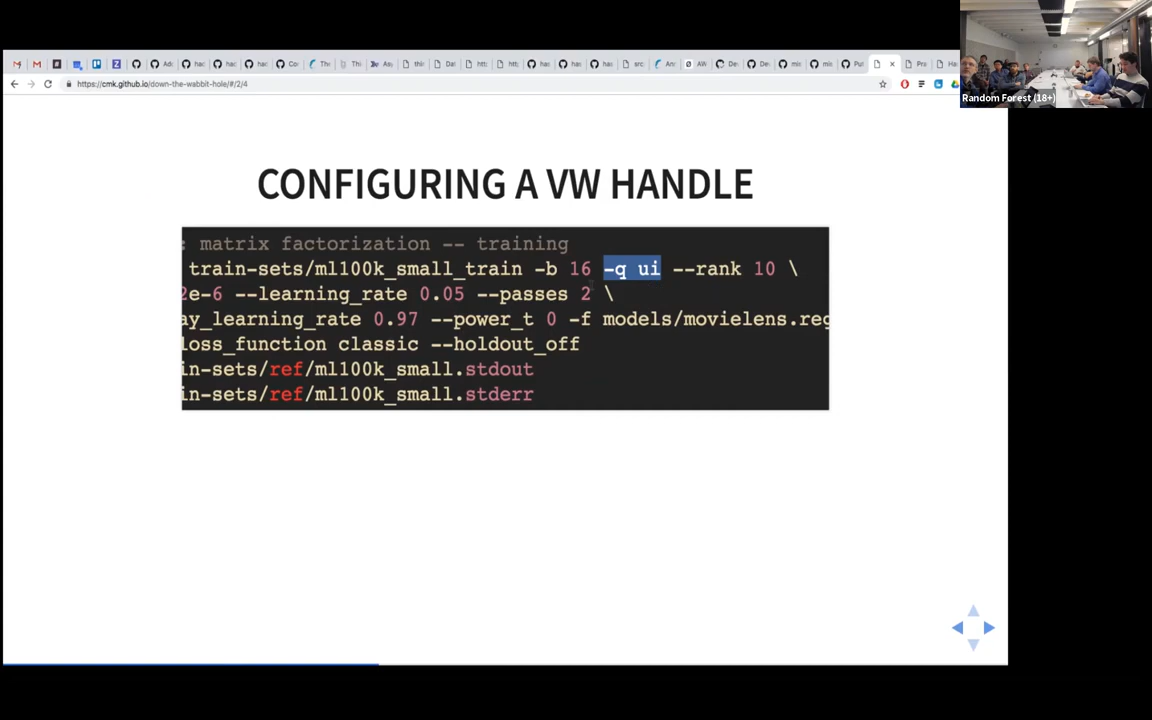 https://cmk.github.io/down-the-wabbit-hole/#/2/4
Random Forest (18+)
CONFIGURING A VW HANDLE
: matrix factorization -- training
train-sets/ml100k_small_train -b 16 -q ui --rank 10 \
2e-6 --learning_rate 0.05 --passes 2 \
ay_learning_rate 0.97 --power_t 0 -f models/movielens.reg
loss_function classic --holdout_off
in-sets/ref/ml100k_small.stdout
in-sets/ref/ml100k_small.stderr